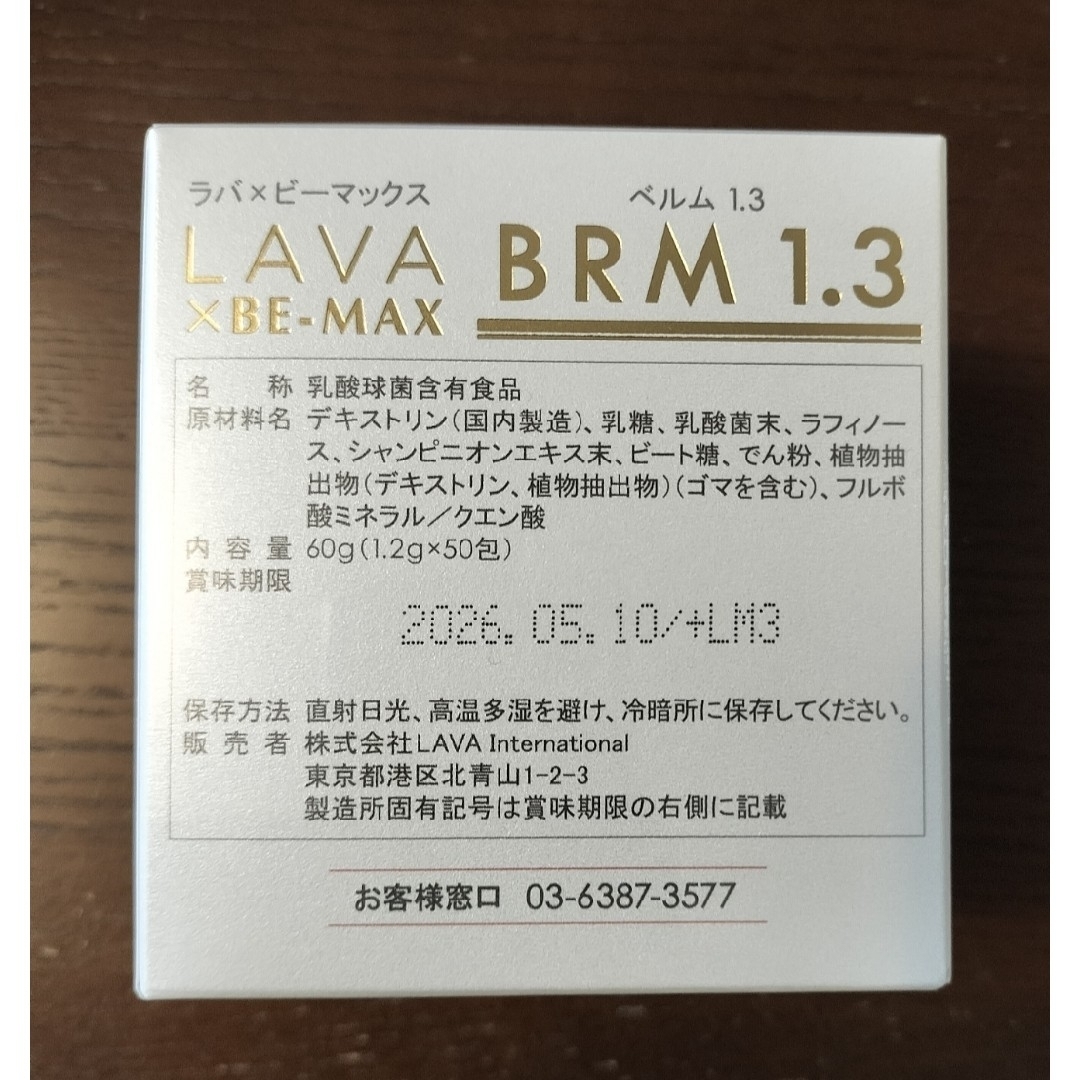 ラバ×ビーマックス
ベルム 1.3
LAVA
×BE-MAX
BRM 1.3
名称 乳酸球菌含有食品
原材料名 デキストリン(国内製造)、乳糖、乳酸菌末、ラフィノー
ス、シャンピニオンエキス末、ビート糖、でん粉、植物抽
出物(デキストリン、植物抽出物)(ゴマを含む)、フルボ
酸ミネラル/クエン酸
内容量 60g(1.2g×50包)
賞味期限
2026.05.10/+LM3
保存方法 直射日光、高温多湿を避け、冷暗所に保存してください。
販売者 株式会社LAVA International
東京都港区北青山1-2-3
製造所固有記号は賞味期限の右側に記載
お客様窓口 03-6387-3577